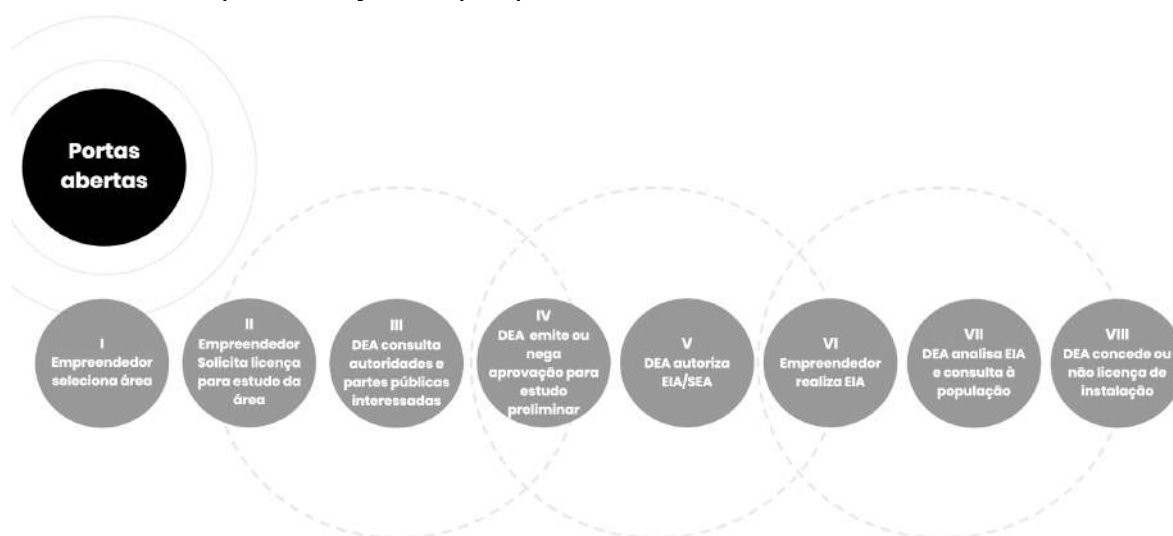 Portas
abertas
I
Empreendedor
seleciona área
II
Empreendedor
Solicita licença
para estudo da
área
III
DEA consulta
autoridades e
partes públicas
interessadas
IV
DEA emite ou
nega
aprovação para
estudo
preliminar
V
DEA autoriza
EIA/SEA
VI
Empreendedor
realiza EIA
VII
DEA analisa EIA
e consulta à
população
VIII
DEA concede ou
não licença de
instalação